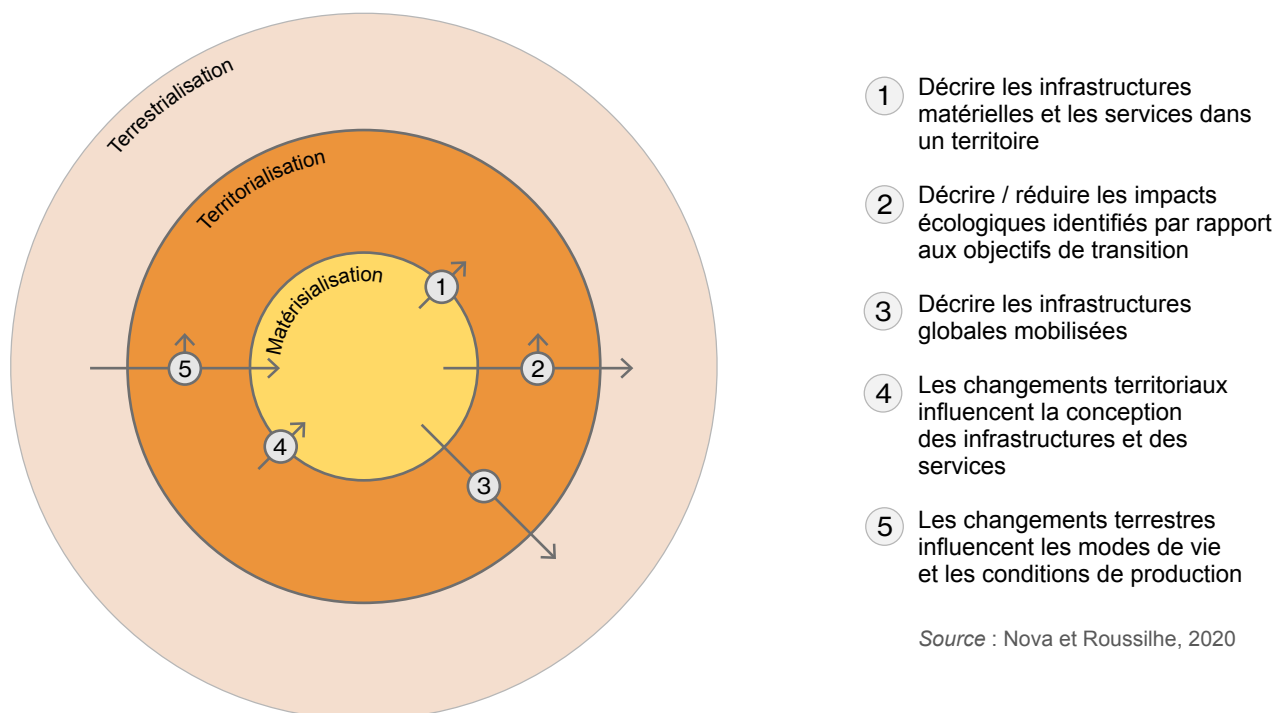 Terrestrialisation
Territorialisation
Matérisialisation
1
2
3
4
5
1 Décrire les infrastructures
matérielles et les services dans
un territoire
2 Décrire / réduire les impacts
écologiques identifiés par rapport
aux objectifs de transition
3 Décrire les infrastructures
globales mobilisées
4 Les changements territoriaux
influencent la conception
des infrastructures et des
services
5 Les changements terrestres
influencent les modes de vie
et les conditions de production
Source : Nova et Roussilhe, 2020